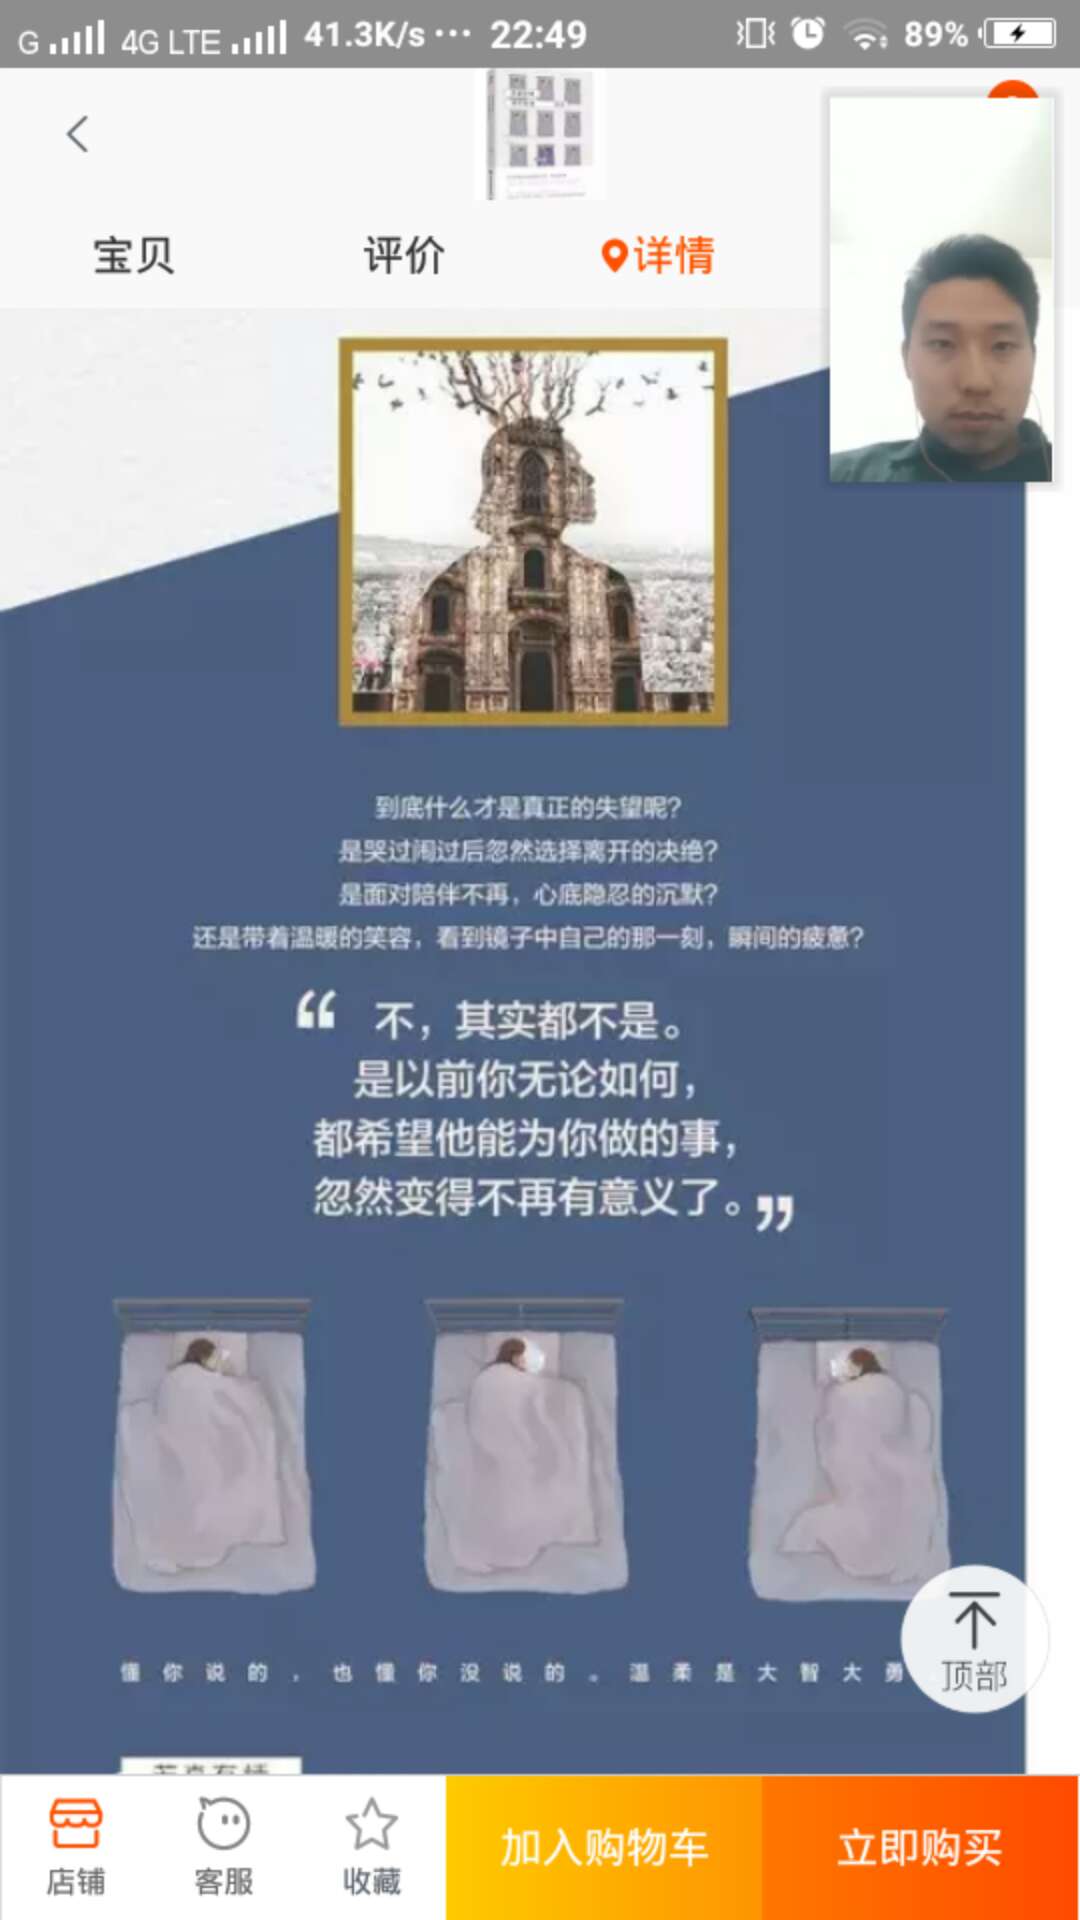 G 4G LTE 41.3K/s ··· 22:49 89%
宝贝 评价 详情
到底什么才是真正的失望呢?
是哭过闹过后忽然选择离开的决绝?
是面对陪伴不再，心底隐忍的沉默?
还是带着温暖的笑容，看到镜子中自己的那一刻，瞬间的疲惫?
“ 不，其实都不是。
是以前你无论如何，
都希望他能为你做的事，
忽然变得不再有意义了。”
懂你说的，也懂你没说的。温柔是大智大勇
顶部
店铺 客服 收藏 加入购物车 立即购买